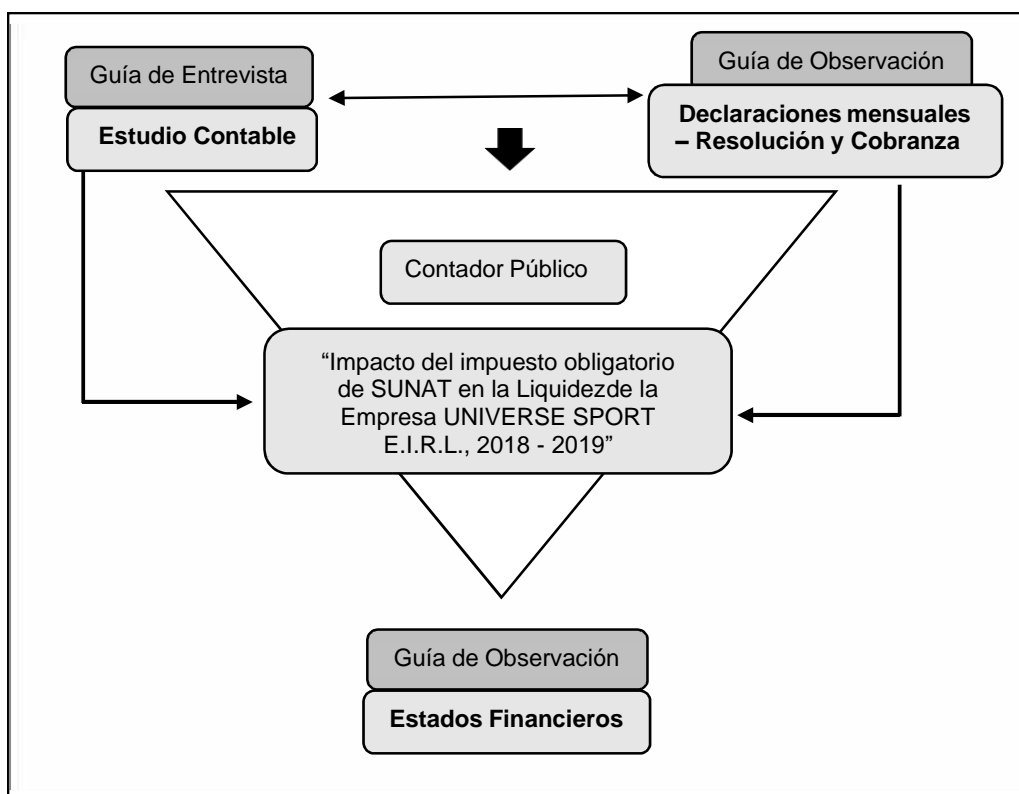 Guía de Entrevista
Estudio Contable
Guía de Observación
Declaraciones mensuales
– Resolución y Cobranza
Contador Público
“Impacto del impuesto obligatorio
de SUNAT en la Liquidezde la
Empresa UNIVERSE SPORT
E.I.R.L., 2018 - 2019”
Guía de Observación
Estados Financieros